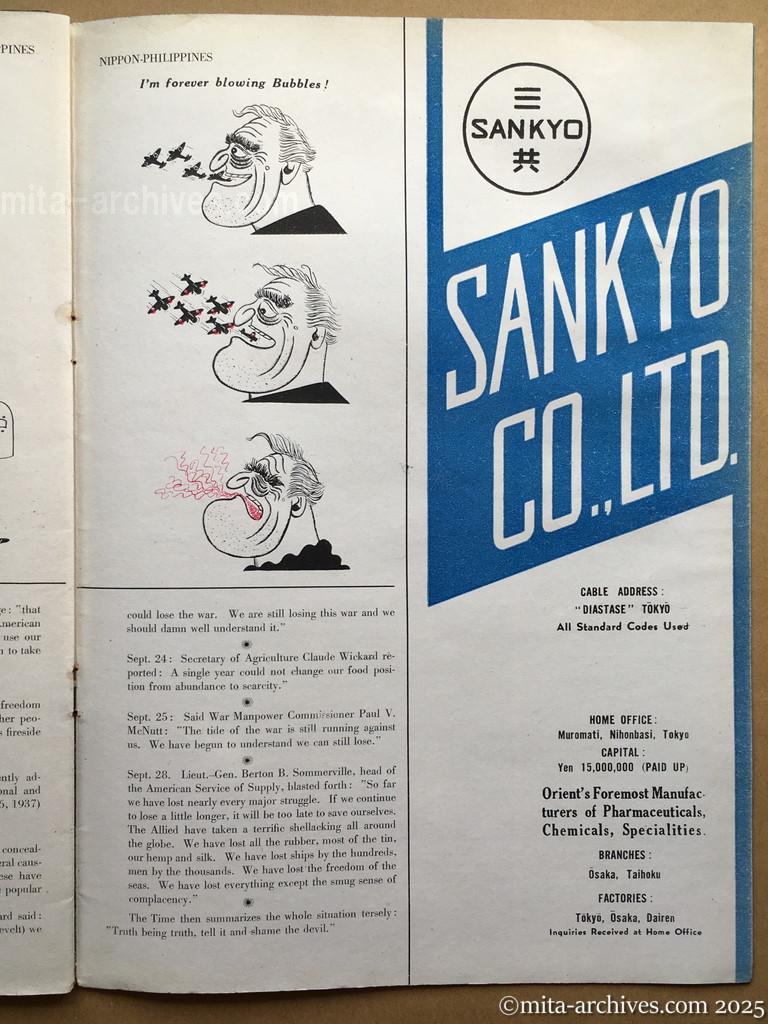 PPINES
e: "that
American
use our
n to take
freedom
her peo-
s fireside
ently ad-
onal and
5, 1937)
conceal-
eral caus-
ese have
popular
ard said:
evelt) we
NIPPON-PHILIPPINES
I'm forever blowing Bubbles!
could lose the war. We are still losing this war and we
should damn well understand it."
Sept. 24: Secretary of Agriculture Claude Wickard re-
ported: A single year could not change our food posi-
tion from abundance to scarcity."
Sept. 25: Said War Manpower Commissioner Paul V.
McNutt: "The tide of the war is still running against
us. We have begun to understand we can still lose."
Sept. 28. Lieut.-Gen. Berton B. Sommerville, head of
the American Service of Supply, blasted forth: "So far
we have lost nearly every major struggle. If we continue
to lose a little longer, it will be too late to save ourselves.
The Allied have taken a terrific shellacking all around
the globe. We have lost all the rubber, most of the tin,
our hemp and silk. We have lost ships by the hundreds,
men by the thousands. We have lost the freedom of the
seas. We have lost everything except the smug sense of
complacency."
The Time then summarizes the whole situation tersely:
"Truth being truth, tell it and shame the devil."
三
SANKYO
共
SANKYO
CO., LTD.
CABLE ADDRESS:
"DIASTASE" TŌKYŌ
All Standard Codes Used
HOME OFFICE:
Muromati, Nihonbasi, Tokyo
CAPITAL:
Yen 15,000,000 (PAID UP)
Orient's Foremost Manufac-
turers of Pharmaceuticals,
Chemicals, Specialities.
BRANCHES:
Ōsaka, Taihoku
FACTORIES:
Tōkyō, Ōsaka, Dairen
Inquiries Received at Home Office
mita-archives.com
©mita-archives.com 2025